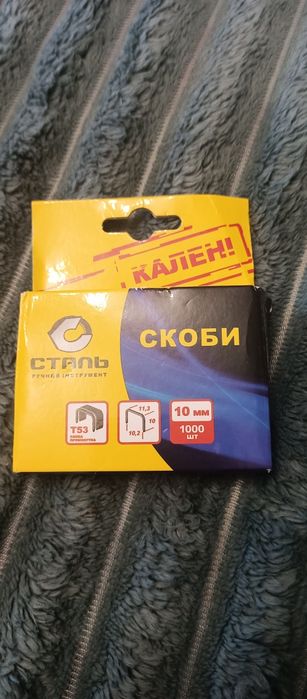 КАЛЕН!
СТАЛЬ
РУЧНИЙ ІНСТРУМЕНТ
СКОБИ
T53
11,3
10
10,2
10 мм
1000
ШТ